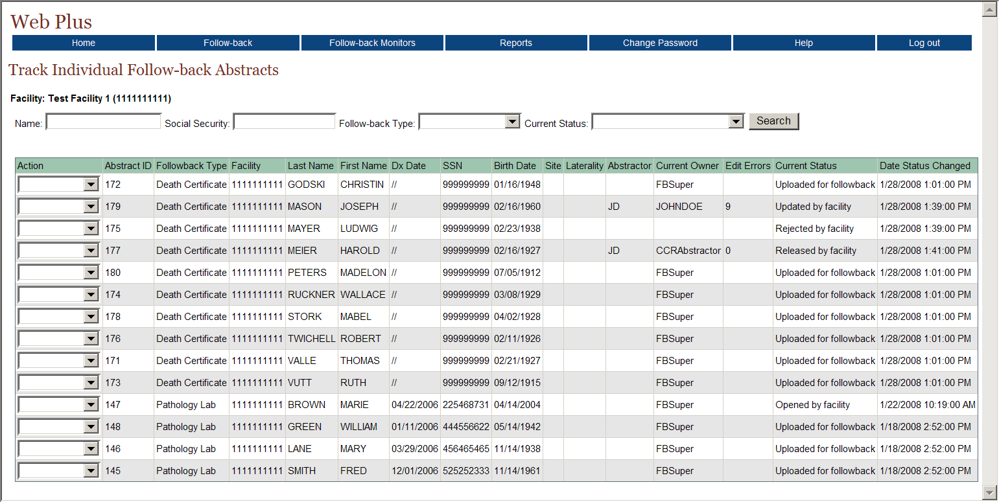 Web Plus
Home Follow-back Follow-back Monitors Reports Change Password Help Log out
Track Individual Follow-back Abstracts
Facility: Test Facility 1 (1111111111)
Name: Social Security: Follow-back Type: Current Status: Search
Action Abstract ID Followback Type Facility Last Name First Name Dx Date SSN Birth Date Site Laterality Abstractor Current Owner Edit Errors Current Status Date Status Changed
172 Death Certificate 1111111111 GODSKI CHRISTIN // 999999999 01/16/1948 FBSuper Uploaded for followback 1/28/2008 1:01:00 PM
179 Death Certificate 1111111111 MASON JOSEPH // 999999999 02/16/1960 JD JOHNDOE 9 Updated by facility 1/28/2008 1:39:00 PM
175 Death Certificate 1111111111 MAYER LUDWIG // 999999999 02/23/1938 Rejected by facility 1/28/2008 1:39:00 PM
177 Death Certificate 1111111111 MEIER HAROLD // 999999999 02/16/1927 JD CCRAbstractor 0 Released by facility 1/28/2008 1:41:00 PM
180 Death Certificate 1111111111 PETERS MADELON // 999999999 07/05/1912 FBSuper Uploaded for followback 1/28/2008 1:01:00 PM
174 Death Certificate 1111111111 RUCKNER WALLACE // 999999999 03/08/1929 FBSuper Uploaded for followback 1/28/2008 1:01:00 PM
178 Death Certificate 1111111111 STORK MABEL // 999999999 04/02/1928 FBSuper Uploaded for followback 1/28/2008 1:01:00 PM
176 Death Certificate 1111111111 TWICHELL ROBERT // 999999999 02/11/1926 FBSuper Uploaded for followback 1/28/2008 1:01:00 PM
171 Death Certificate 1111111111 VALLE THOMAS // 999999999 02/21/1927 FBSuper Uploaded for followback 1/28/2008 1:01:00 PM
173 Death Certificate 1111111111 VUTT RUTH // 999999999 09/12/1915 FBSuper Uploaded for followback 1/28/2008 1:01:00 PM
147 Pathology Lab 1111111111 BROWN MARIE 04/22/2006 225468731 04/14/2004 FBSuper Opened by facility 1/22/2008 10:19:00 AM
148 Pathology Lab 1111111111 GREEN WILLIAM 01/11/2006 444556622 05/14/1942 FBSuper Uploaded for followback 1/18/2008 2:52:00 PM
146 Pathology Lab 1111111111 LANE MARY 03/29/2006 456465465 11/14/1938 FBSuper Uploaded for followback 1/18/2008 2:52:00 PM
145 Pathology Lab 1111111111 SMITH FRED 12/01/2006 525252333 11/14/1961 FBSuper Uploaded for followback 1/18/2008 2:52:00 PM